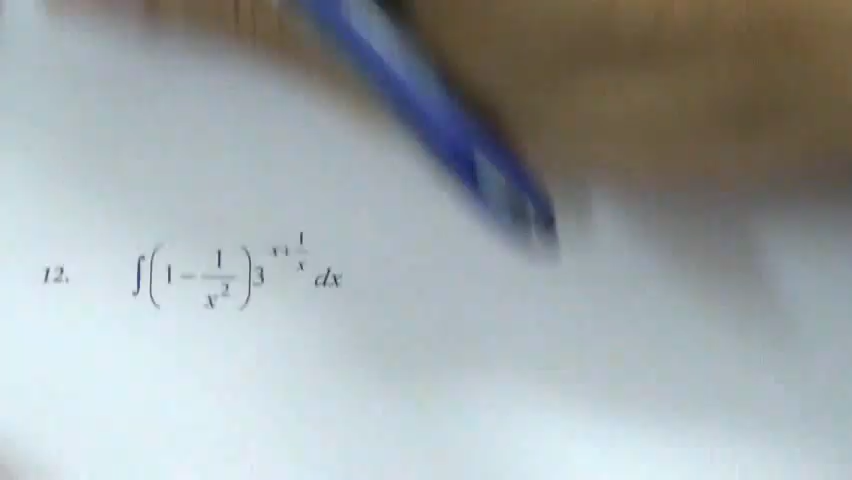 12. ∫(1 − 1/x²)3^(x+1/x) dx